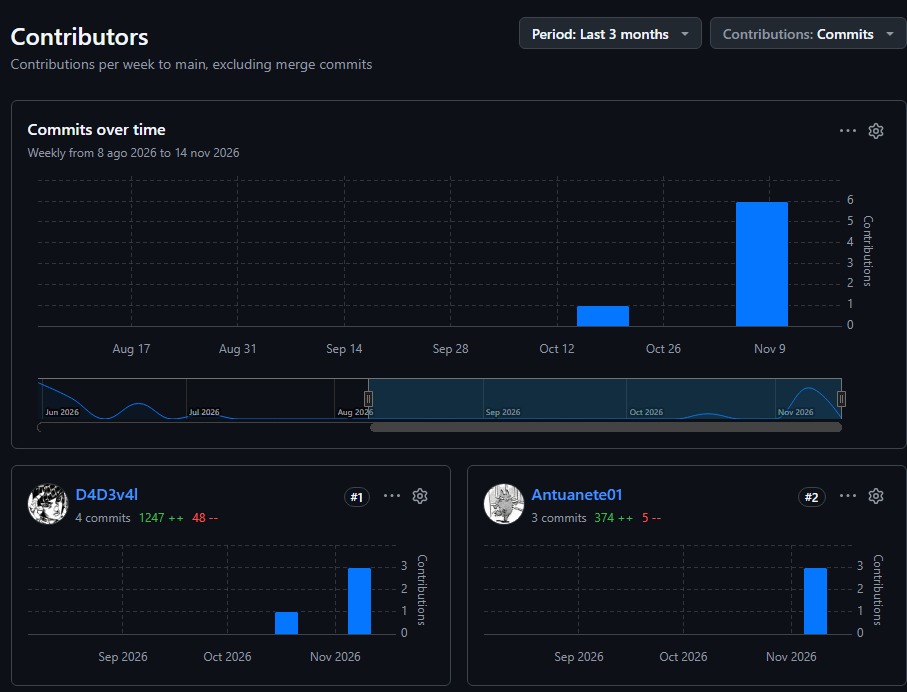 Contributors
Period: Last 3 months
Contributions: Commits
Contributions per week to main, excluding merge commits
Commits over time
Weekly from 8 ago 2026 to 14 nov 2026
6
5
4
3
2
1
0
Contributions
Aug 17 Aug 31 Sep 14 Sep 28 Oct 12 Oct 26 Nov 9
Jun 2026 Jul 2026 Aug 2026 Sep 2026 Oct 2026 Nov 2026
D4D3v4l
#1
4 commits 1247 ++ 48 --
3
2
1
0
Contributions
Sep 2026 Oct 2026 Nov 2026
Antuanete01
#2
3 commits 374 ++ 5 --
3
2
1
0
Contributions
Sep 2026 Oct 2026 Nov 2026